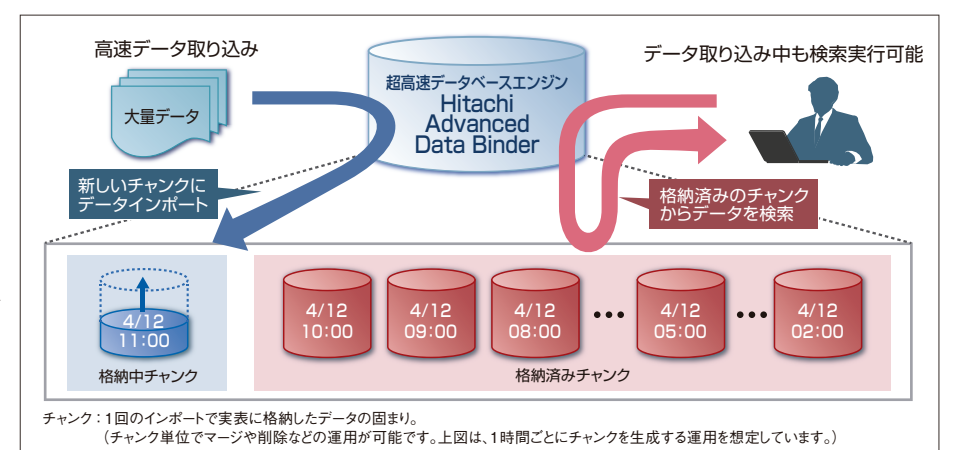 高速データ取り込み
大量データ
超高速データベースエンジン
Hitachi
Advanced
Data Binder
データ取り込み中も検索実行可能
新しいチャンクに
データインポート
格納済みのチャンク
からデータを検索
4/12
11:00
格納中チャンク
4/12
10:00
4/12
09:00
4/12
08:00
•••
4/12
05:00
•••
4/12
02:00
格納済みチャンク
チャンク:1回のインポートで実表に格納したデータの固まり。
(チャンク単位でマージや削除などの運用が可能です。上図は、1時間ごとにチャンクを生成する運用を想定しています。)